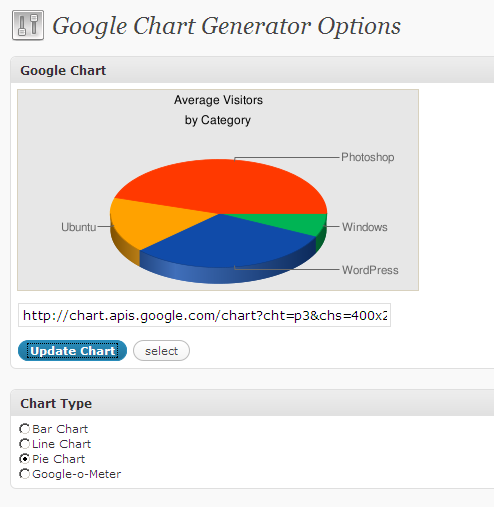 Google Chart Generator Options
Google Chart
Average Visitors
by Category
Photoshop
Ubuntu
Windows
WordPress
http://chart.apis.google.com/chart?cht=p3&chs=400x2
Update Chart
select
Chart Type
Bar Chart
Line Chart
Pie Chart
Google-o-Meter